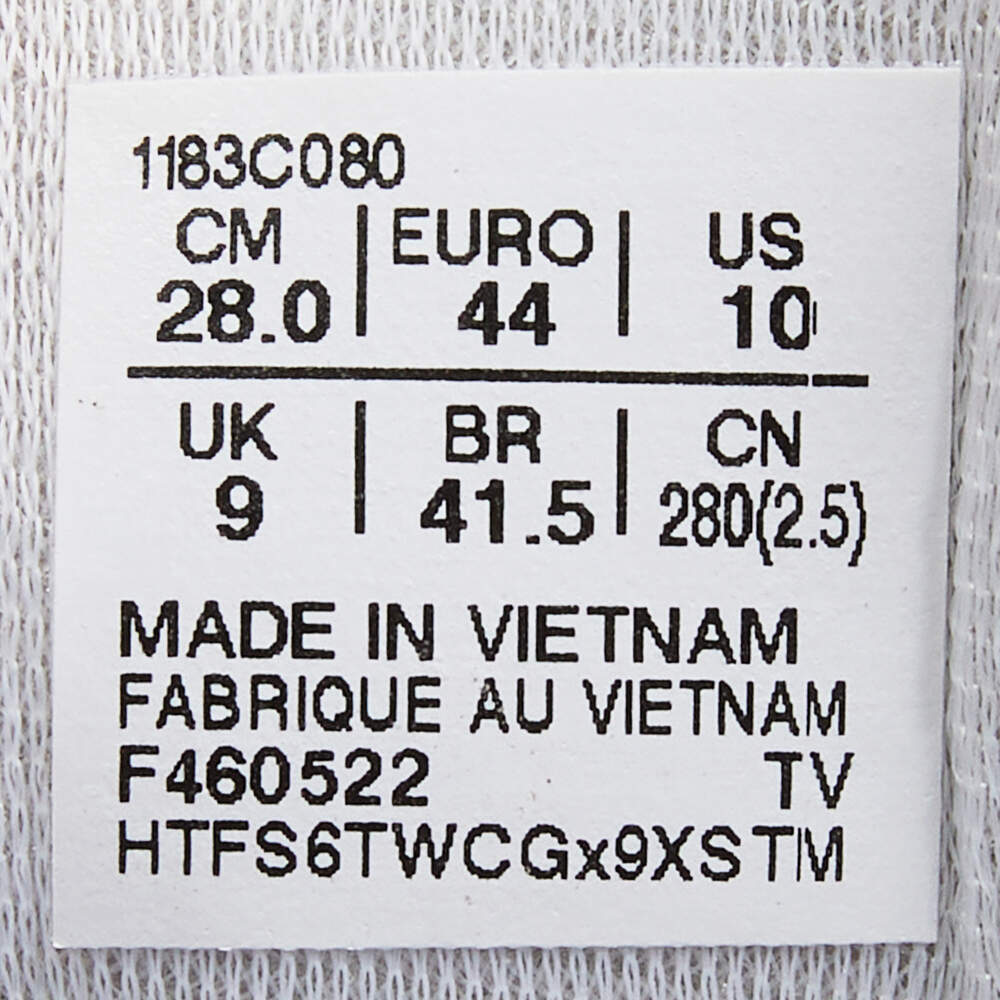 1183C080
CM | EURO | US
28.0 | 44 | 10
UK | BR | CN
9 | 41.5 | 280(2.5)
MADE IN VIETNAM
FABRIQUE AU VIETNAM
F460522 TV
HTFS6TWCGx9XSTM